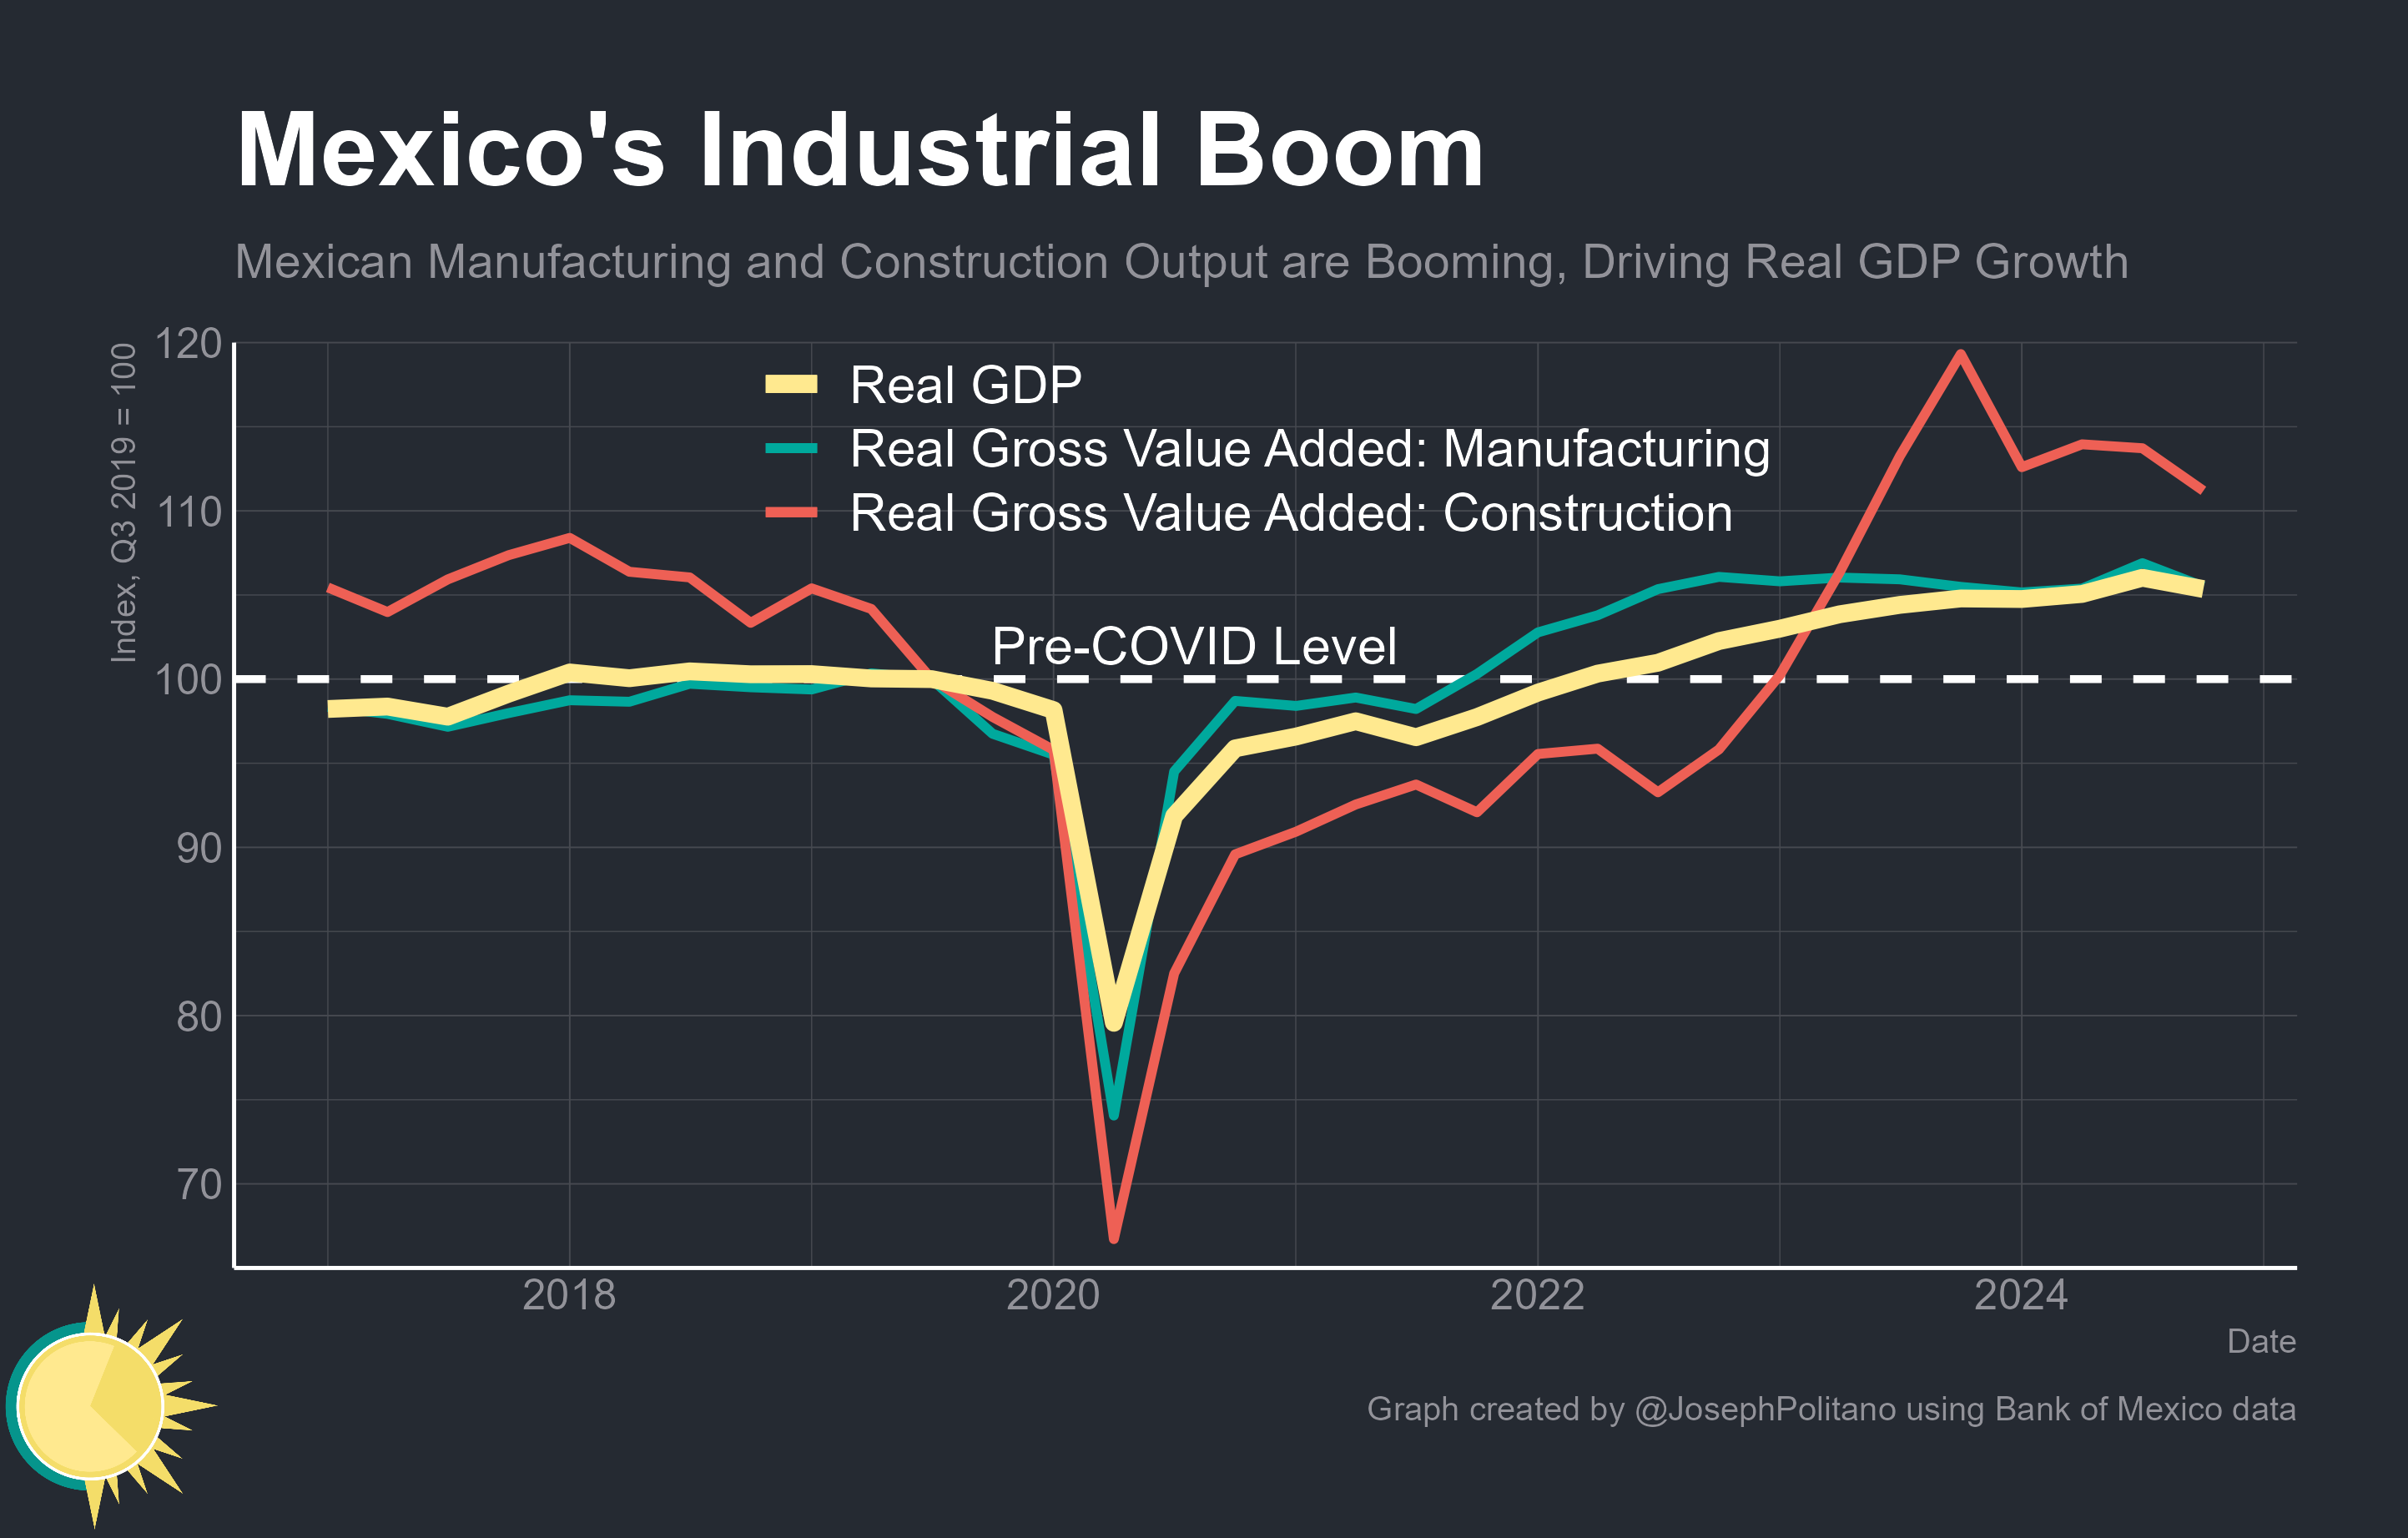 Mexico's Industrial Boom
Mexican Manufacturing and Construction Output are Booming, Driving Real GDP Growth
Index, Q3 2019 = 100
120
110
100
90
80
70
Real GDP
Real Gross Value Added: Manufacturing
Real Gross Value Added: Construction
Pre-COVID Level
2018
2020
2022
2024
Date
Graph created by @JosephPolitano using Bank of Mexico data